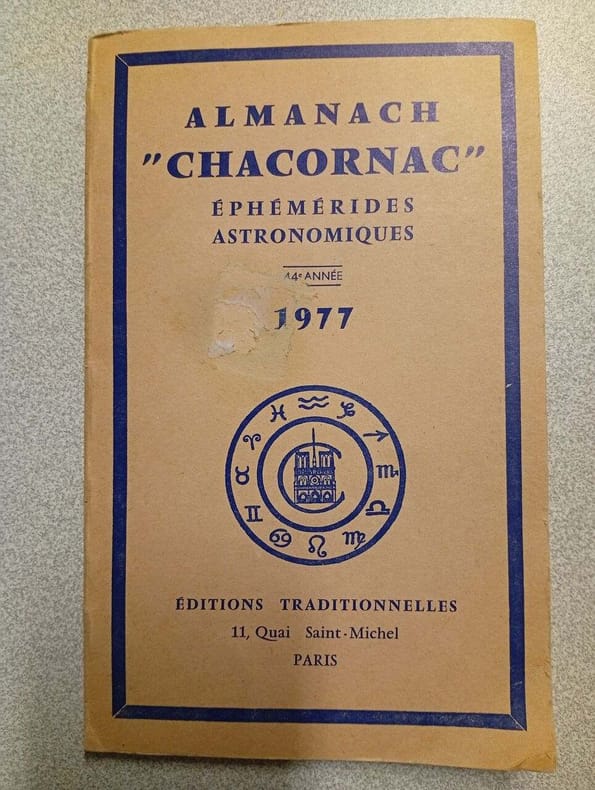 ALMANACH
"CHACORNAC"
ÉPHÉMÉRIDES
ASTRONOMIQUES
44e ANNÉE
1977
ÉDITIONS TRADITIONNELLES
11, Quai Saint-Michel
PARIS